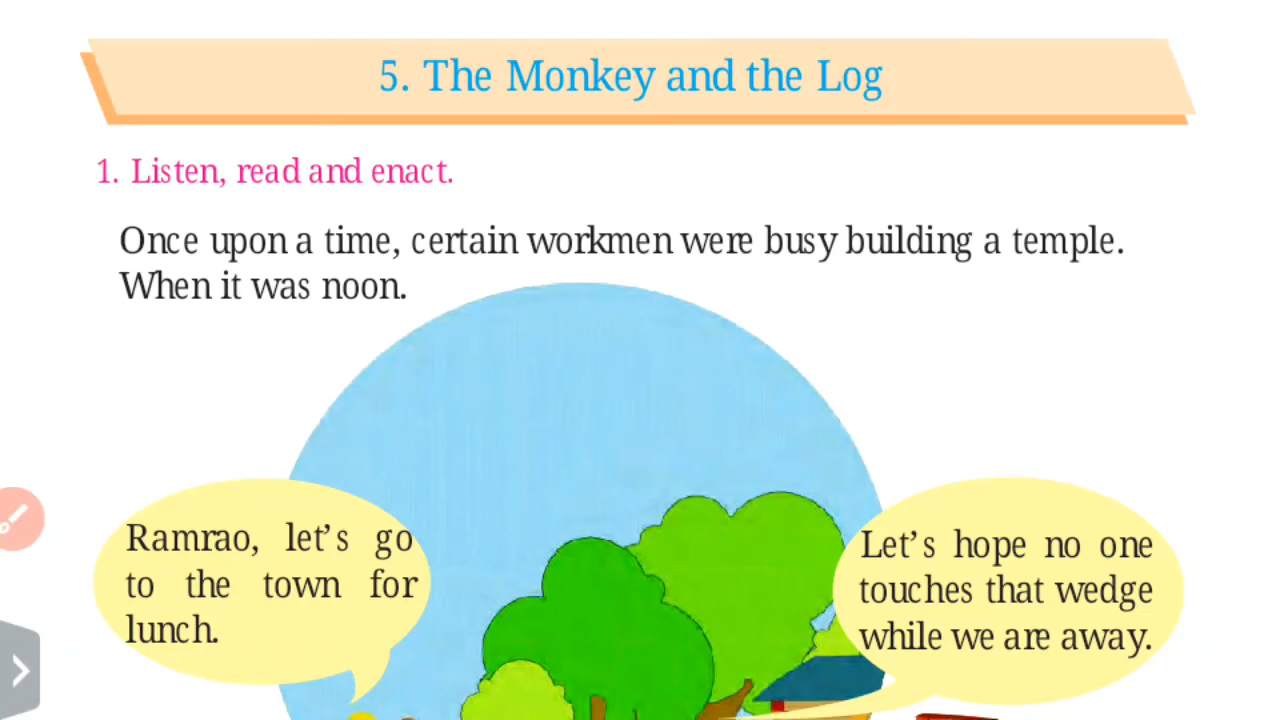 5. The Monkey and the Log
1. Listen, read and enact.
Once upon a time, certain workmen were busy building a temple.
When it was noon.
Ramrao, let's go
to the town for
lunch.
Let's hope no one
touches that wedge
while we are away.